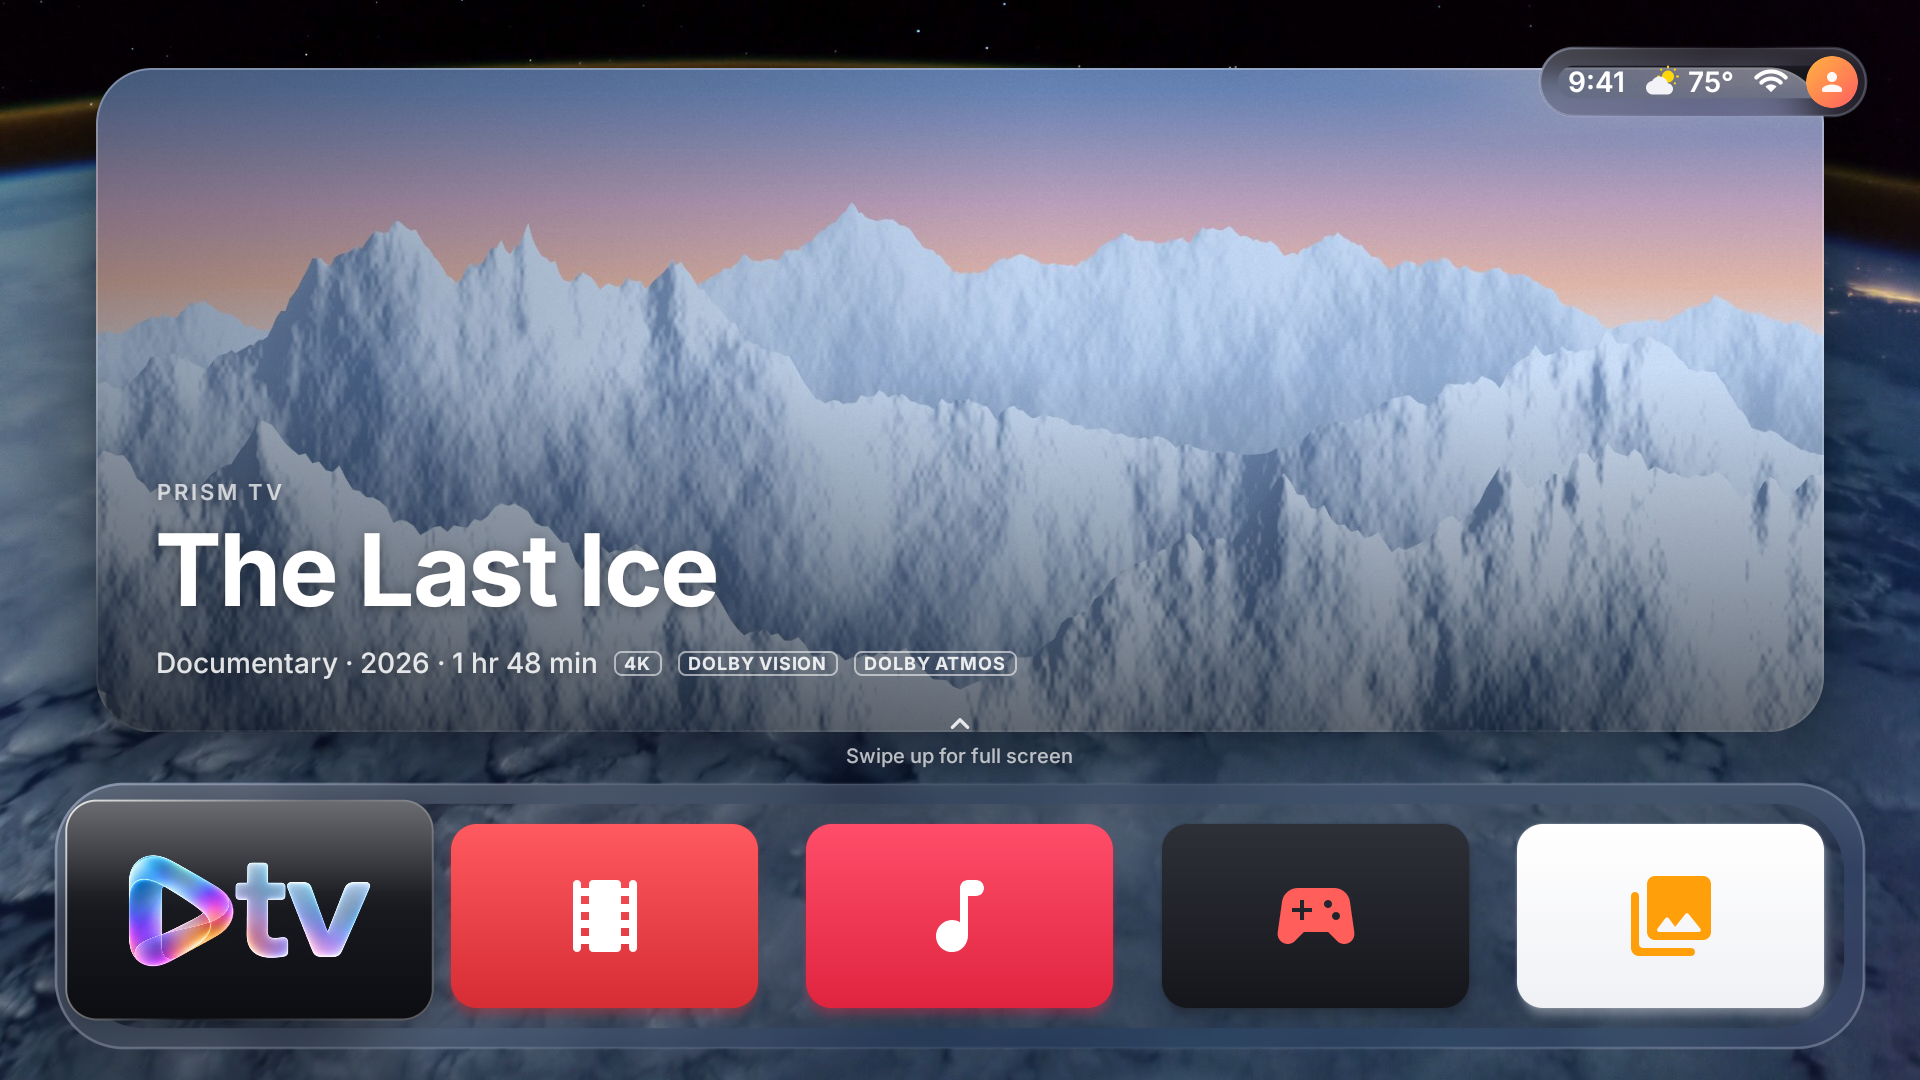 9:41 75°
PRISM TV
The Last Ice
Documentary · 2026 · 1 hr 48 min 4K DOLBY VISION DOLBY ATMOS
Swipe up for full screen
tv